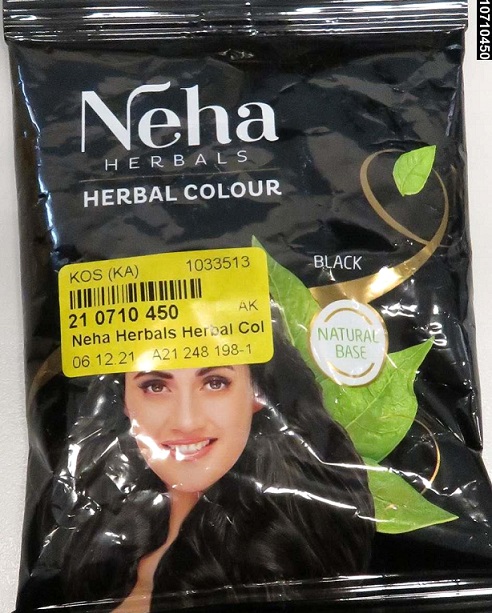 10710450
Neha
HERBALS
HERBAL COLOUR
BLACK
NATURAL
BASE
KOS (KA) 1033513
21 0710 450 AK
Neha Herbals Herbal Col
06 12.21 A21 248 198-1